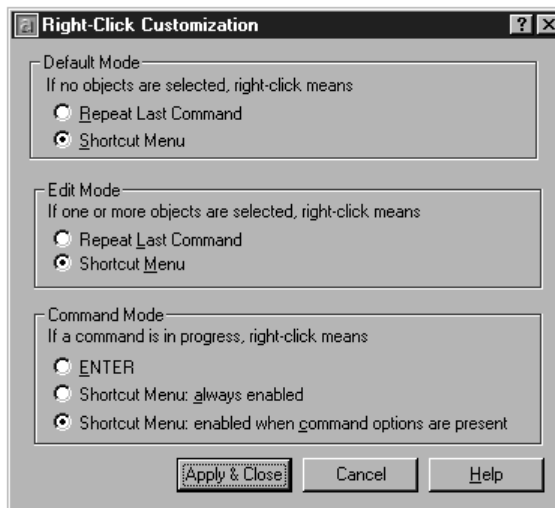 Right-Click Customization
Default Mode
If no objects are selected, right-click means
Repeat Last Command
Shortcut Menu
Edit Mode
If one or more objects are selected, right-click means
Repeat Last Command
Shortcut Menu
Command Mode
If a command is in progress, right-click means
ENTER
Shortcut Menu: always enabled
Shortcut Menu: enabled when command options are present
Apply & Close Cancel Help